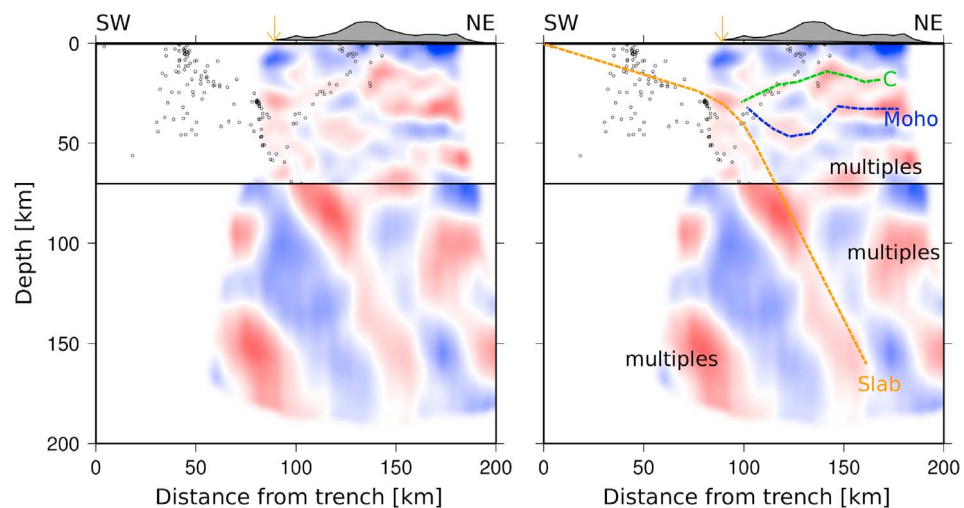 SW NE SW NE
0
C
Moho
50
multiples
Depth [km]
100
multiples
150
multiples
Slab
200
0 50 100 150 200 0 50 100 150 200
Distance from trench [km] Distance from trench [km]